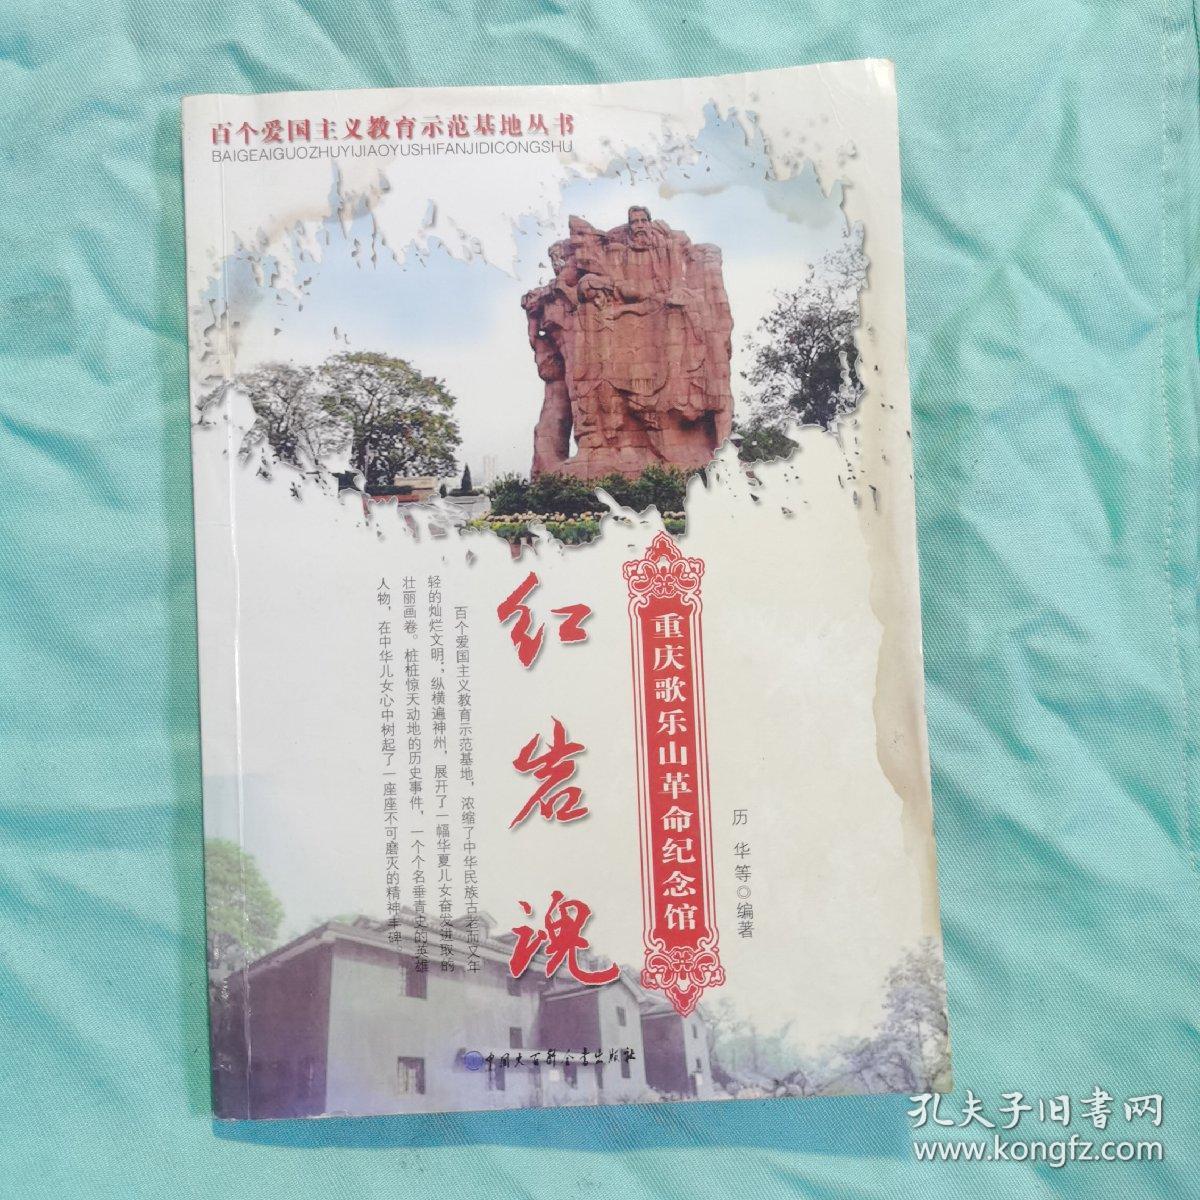 百个爱国主义教育示范基地丛书
BAIGEAIGUOZHUYIJIAOYUSHIFANJIDICONGSHU
红岩魂
重庆歌乐山革命纪念馆
历华等◎编著
百个爱国主义教育示范基地，浓缩了中华民族古老而又年
轻的灿烂文明；纵横遍神州，展开了一幅华夏儿女奋发进取的
壮丽画卷。桩桩惊天动地的历史事件，一个个名垂青史的英雄
人物，在中华儿女心中树起了一座座不可磨灭的精神丰碑。
中国大百科全书出版社
孔夫子旧书网
www.kongfz.com